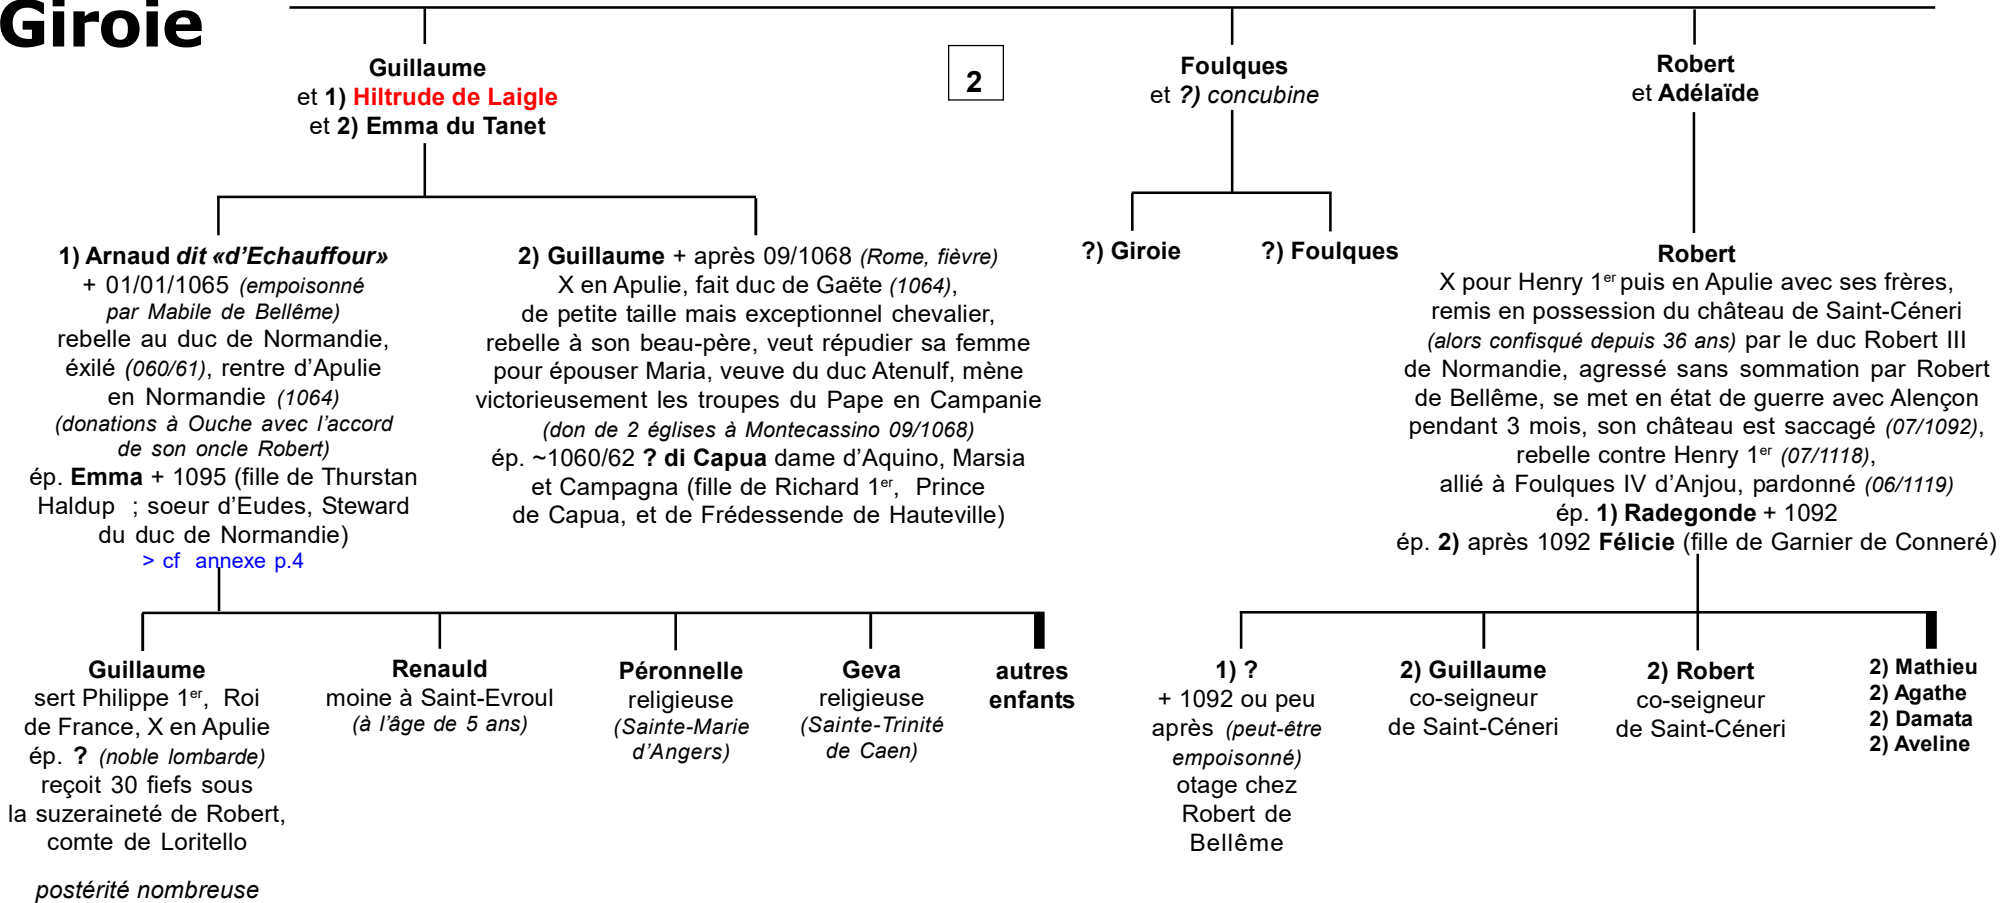 Giroie
Guillaume
et 1) Hiltrude de Laigle
et 2) Emma du Tanet
2
Foulques
et ?) concubine
Robert
et Adélaïde
1) Arnaud dit «d'Echauffour»
+ 01/01/1065 (empoisonné
par Mabile de Bellême)
rebelle au duc de Normandie,
éxilé (060/61), rentre d'Apulie
en Normandie (1064)
(donations à Ouche avec l'accord
de son oncle Robert)
ép. Emma + 1095 (fille de Thurstan
Haldup ; soeur d'Eudes, Steward
du duc de Normandie)
> cf annexe p.4
2) Guillaume + après 09/1068 (Rome, fièvre)
X en Apulie, fait duc de Gaëte (1064),
de petite taille mais exceptionnel chevalier,
rebelle à son beau-père, veut répudier sa femme
pour épouser Maria, veuve du duc Atenulf, mène
victorieusement les troupes du Pape en Campanie
(don de 2 églises à Montecassino 09/1068)
ép. ~1060/62 ? di Capua dame d'Aquino, Marsia
et Campagna (fille de Richard 1er, Prince
de Capua, et de Frédessende de Hauteville)
?) Giroie
?) Foulques
Robert
X pour Henry 1er puis en Apulie avec ses frères,
remis en possession du château de Saint-Céneri
(alors confisqué depuis 36 ans) par le duc Robert III
de Normandie, agressé sans sommation par Robert
de Bellême, se met en état de guerre avec Alençon
pendant 3 mois, son château est saccagé (07/1092),
rebelle contre Henry 1er (07/1118),
allié à Foulques IV d'Anjou, pardonné (06/1119)
ép. 1) Radegonde + 1092
ép. 2) après 1092 Félicie (fille de Garnier de Conneré)
Guillaume
sert Philippe 1er, Roi
de France, X en Apulie
ép. ? (noble lombarde)
reçoit 30 fiefs sous
la suzeraineté de Robert,
comte de Loritello
postérité nombreuse
Renauld
moine à Saint-Evroul
(à l'âge de 5 ans)
Péronnelle
religieuse
(Sainte-Marie
d'Angers)
Geva
religieuse
(Sainte-Trinité
de Caen)
autres
enfants
1) ?
+ 1092 ou peu
après (peut-être
empoisonné)
otage chez
Robert de
Bellême
2) Guillaume
co-seigneur
de Saint-Céneri
2) Robert
co-seigneur
de Saint-Céneri
2) Mathieu
2) Agathe
2) Damata
2) Aveline